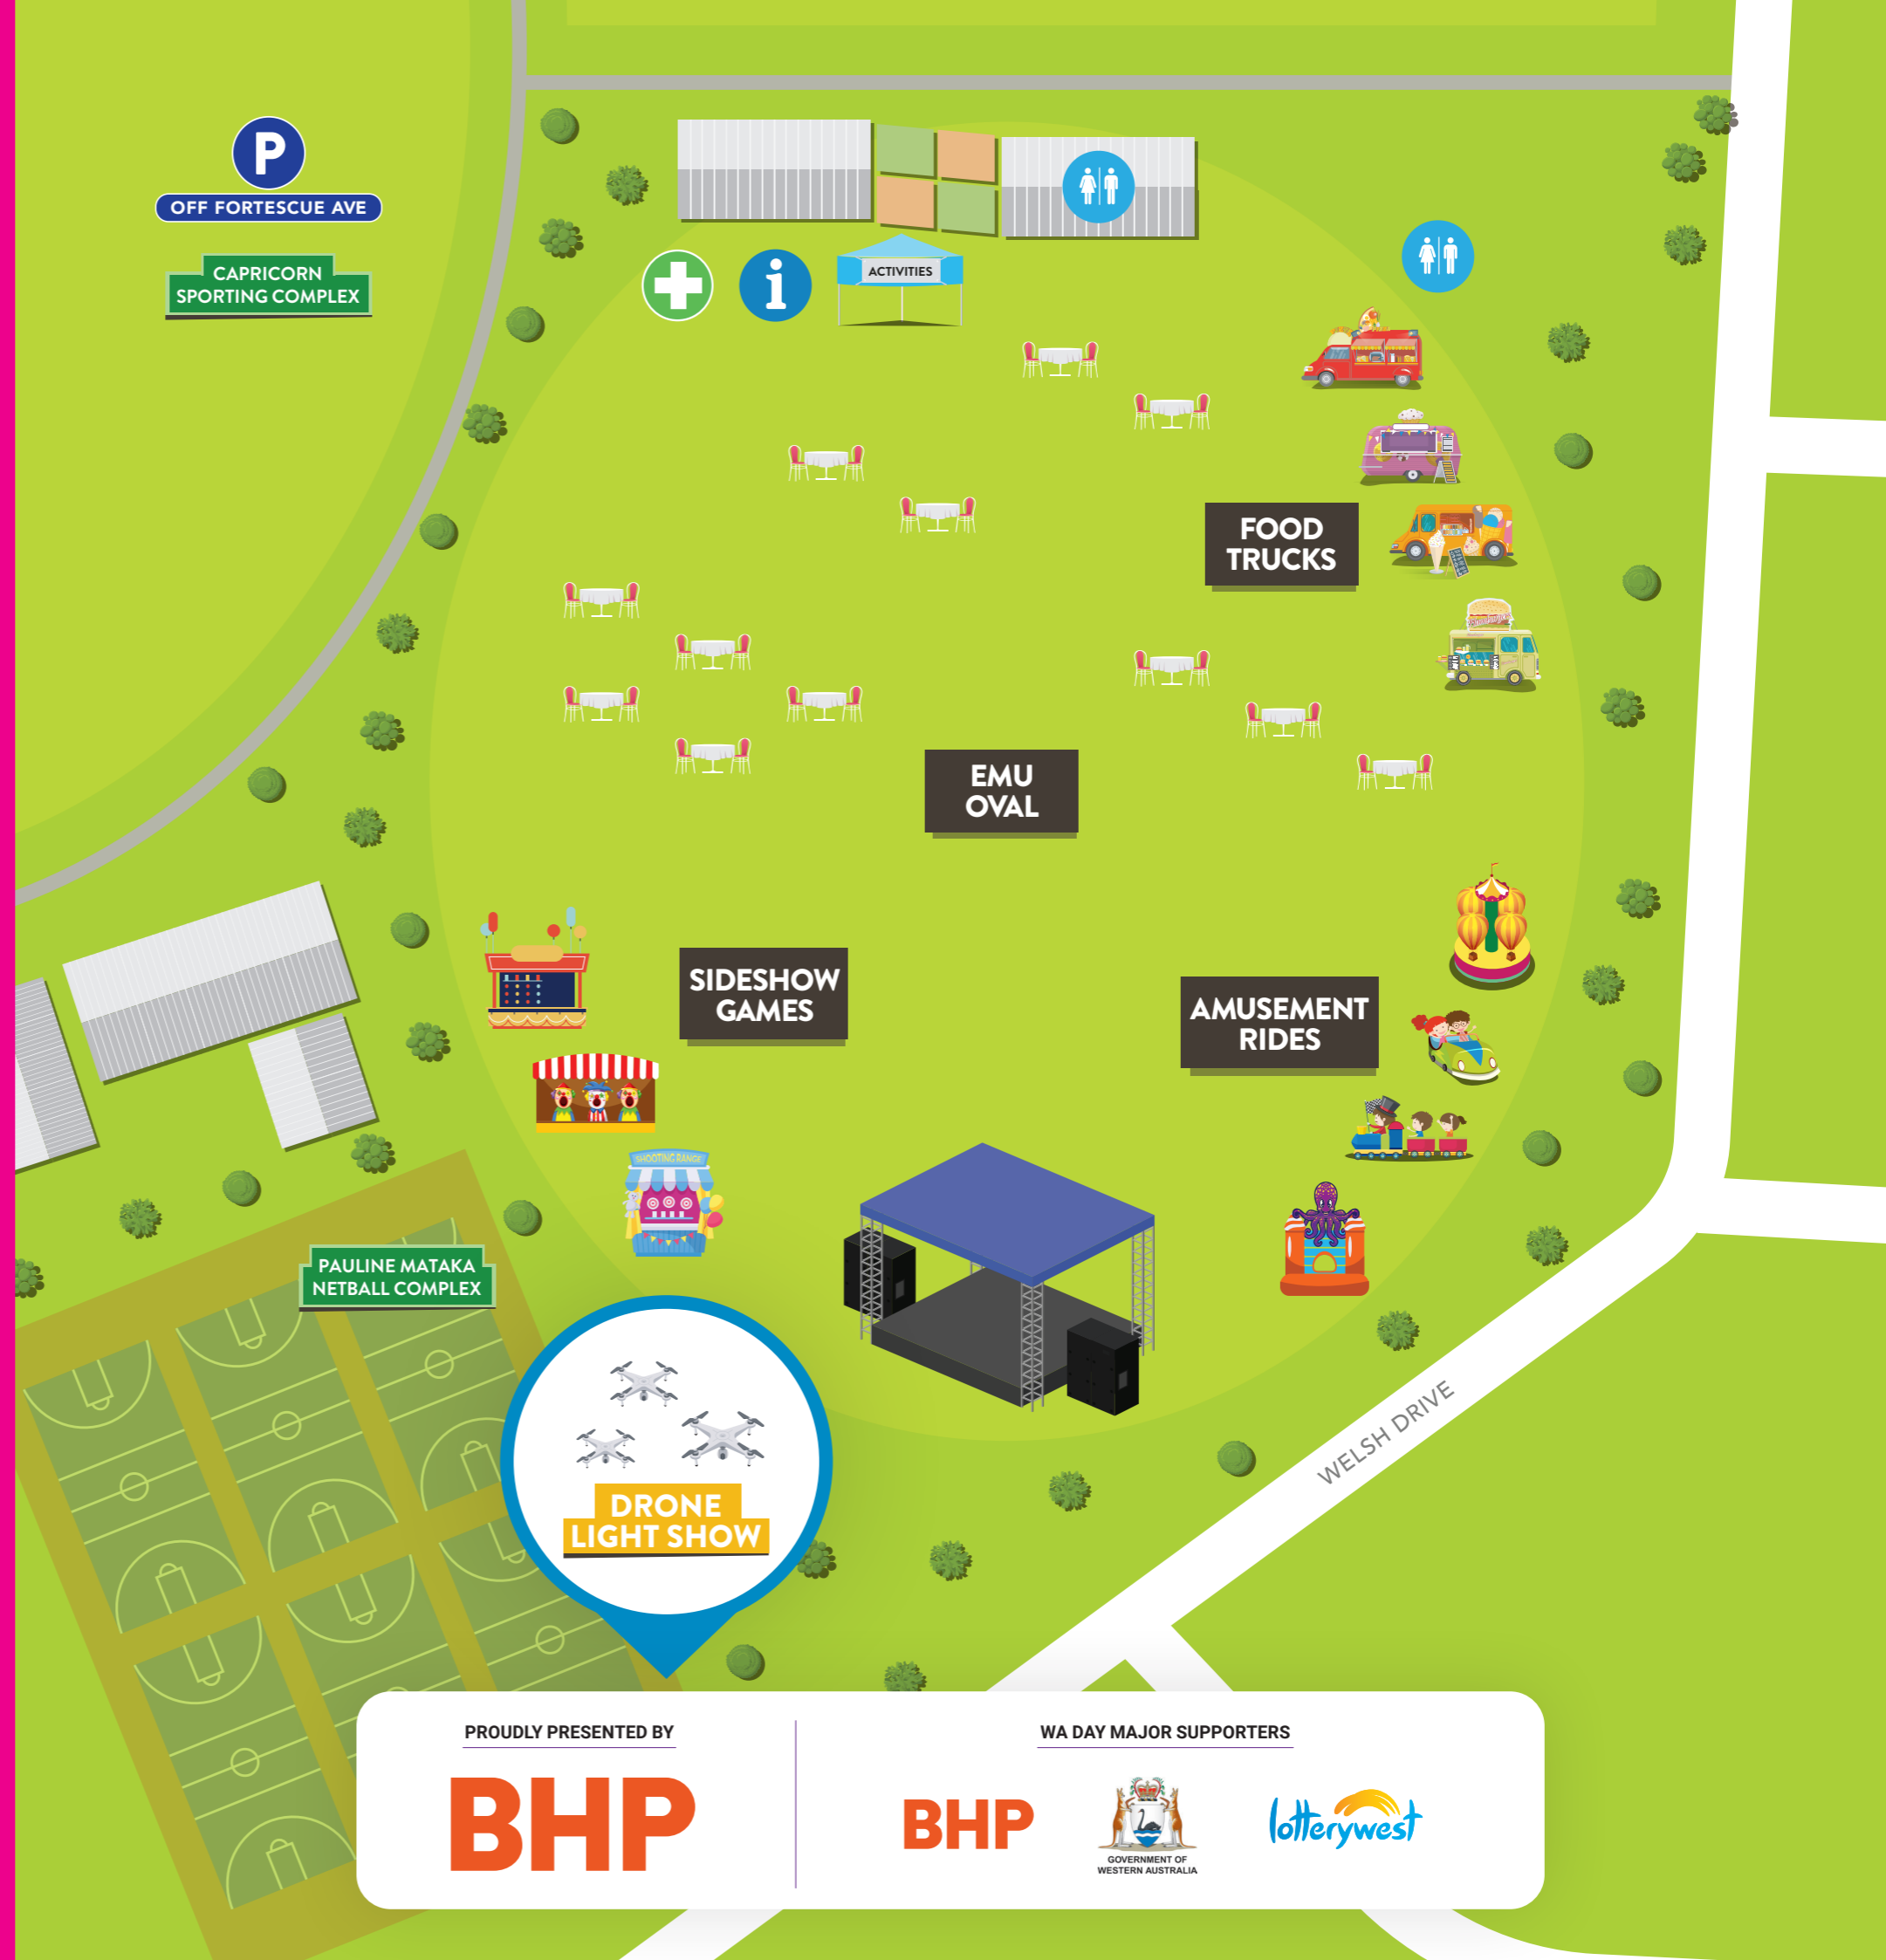 P
OFF FORTESCUE AVE
CAPRICORN
SPORTING COMPLEX
i
ACTIVITIES
FOOD
TRUCKS
EMU
OVAL
SIDESHOW
GAMES
AMUSEMENT
RIDES
SHOOTING RANGE
PAULINE MATAKA
NETBALL COMPLEX
DRONE
LIGHT SHOW
WELSH DRIVE
PROUDLY PRESENTED BY
BHP
WA DAY MAJOR SUPPORTERS
BHP
GOVERNMENT OF
WESTERN AUSTRALIA
lotterywest